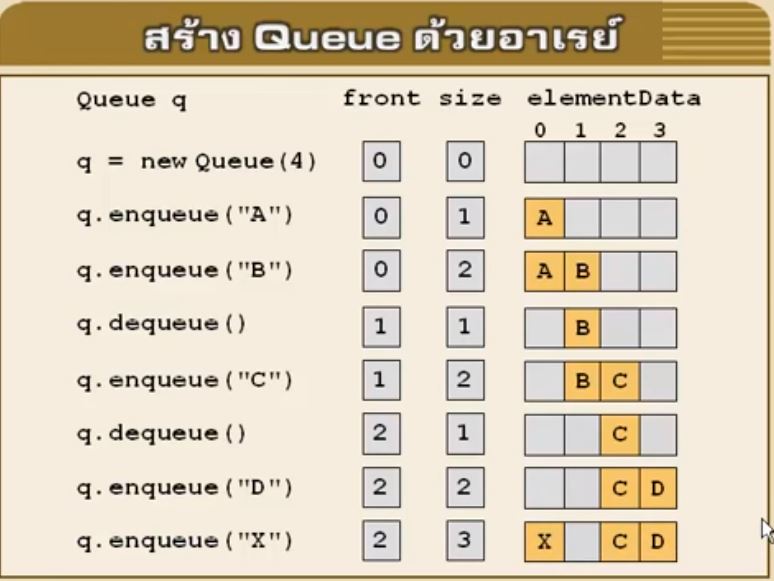 สร้าง Queue ด้วยอาเรย์
Queue q front size elementData
0 1 2 3
q = new Queue(4) 0 0
q.enqueue("A") 0 1 A
q.enqueue("B") 0 2 A B
q.dequeue() 1 1 B
q.enqueue("C") 1 2 B C
q.dequeue() 2 1 C
q.enqueue("D") 2 2 C D
q.enqueue("X") 2 3 X C D